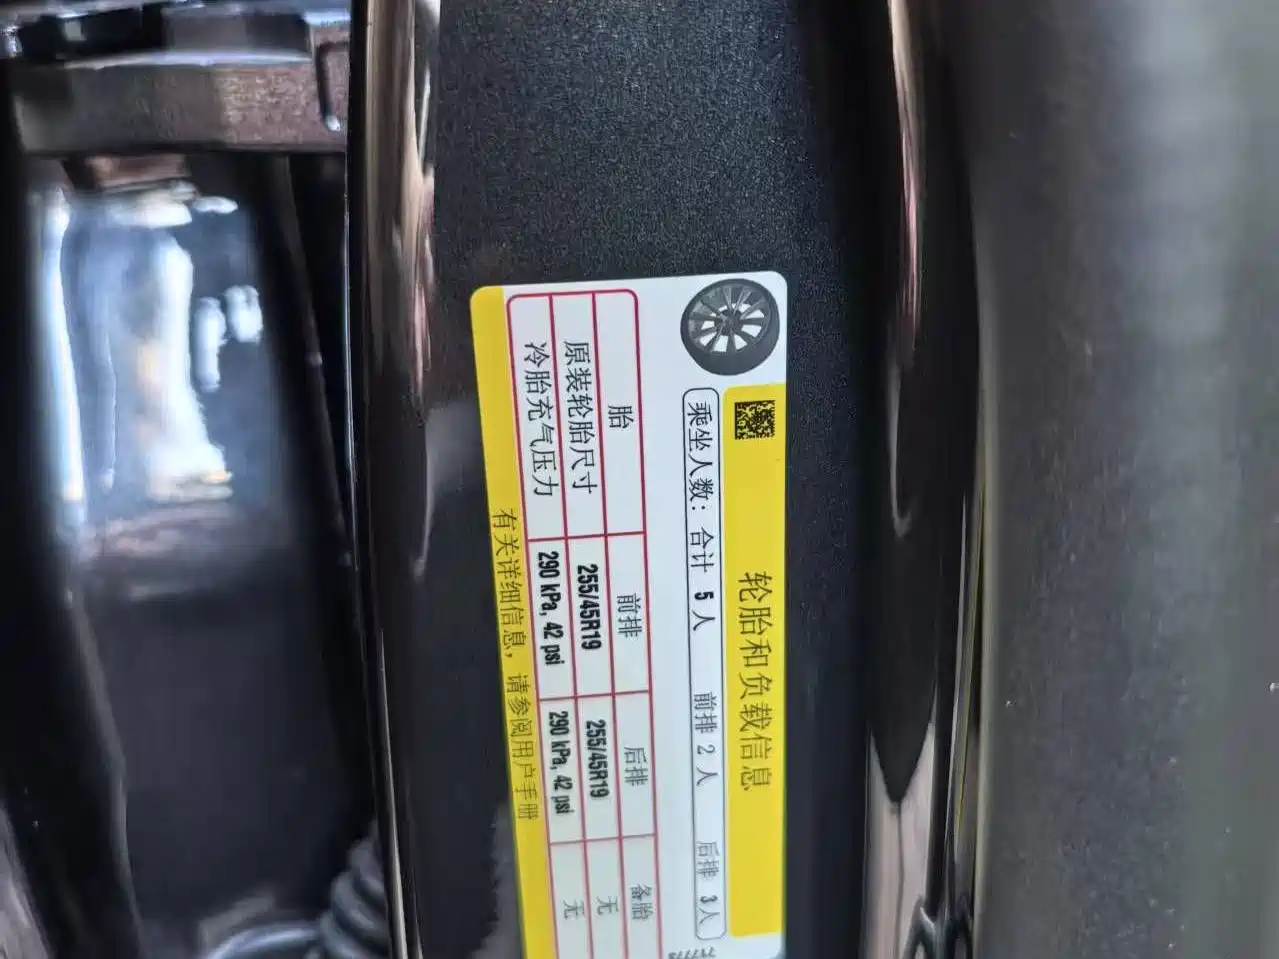 轮胎和负载信息
乘坐人数：合计 5 人 前排 2 人 后排 3 人
胎 前排 后排 备胎
原装轮胎尺寸 255/45R19 255/45R19 无
冷胎充气压力 290 kPa, 42 psi 290 kPa, 42 psi 无
有关详细信息，请参阅用户手册